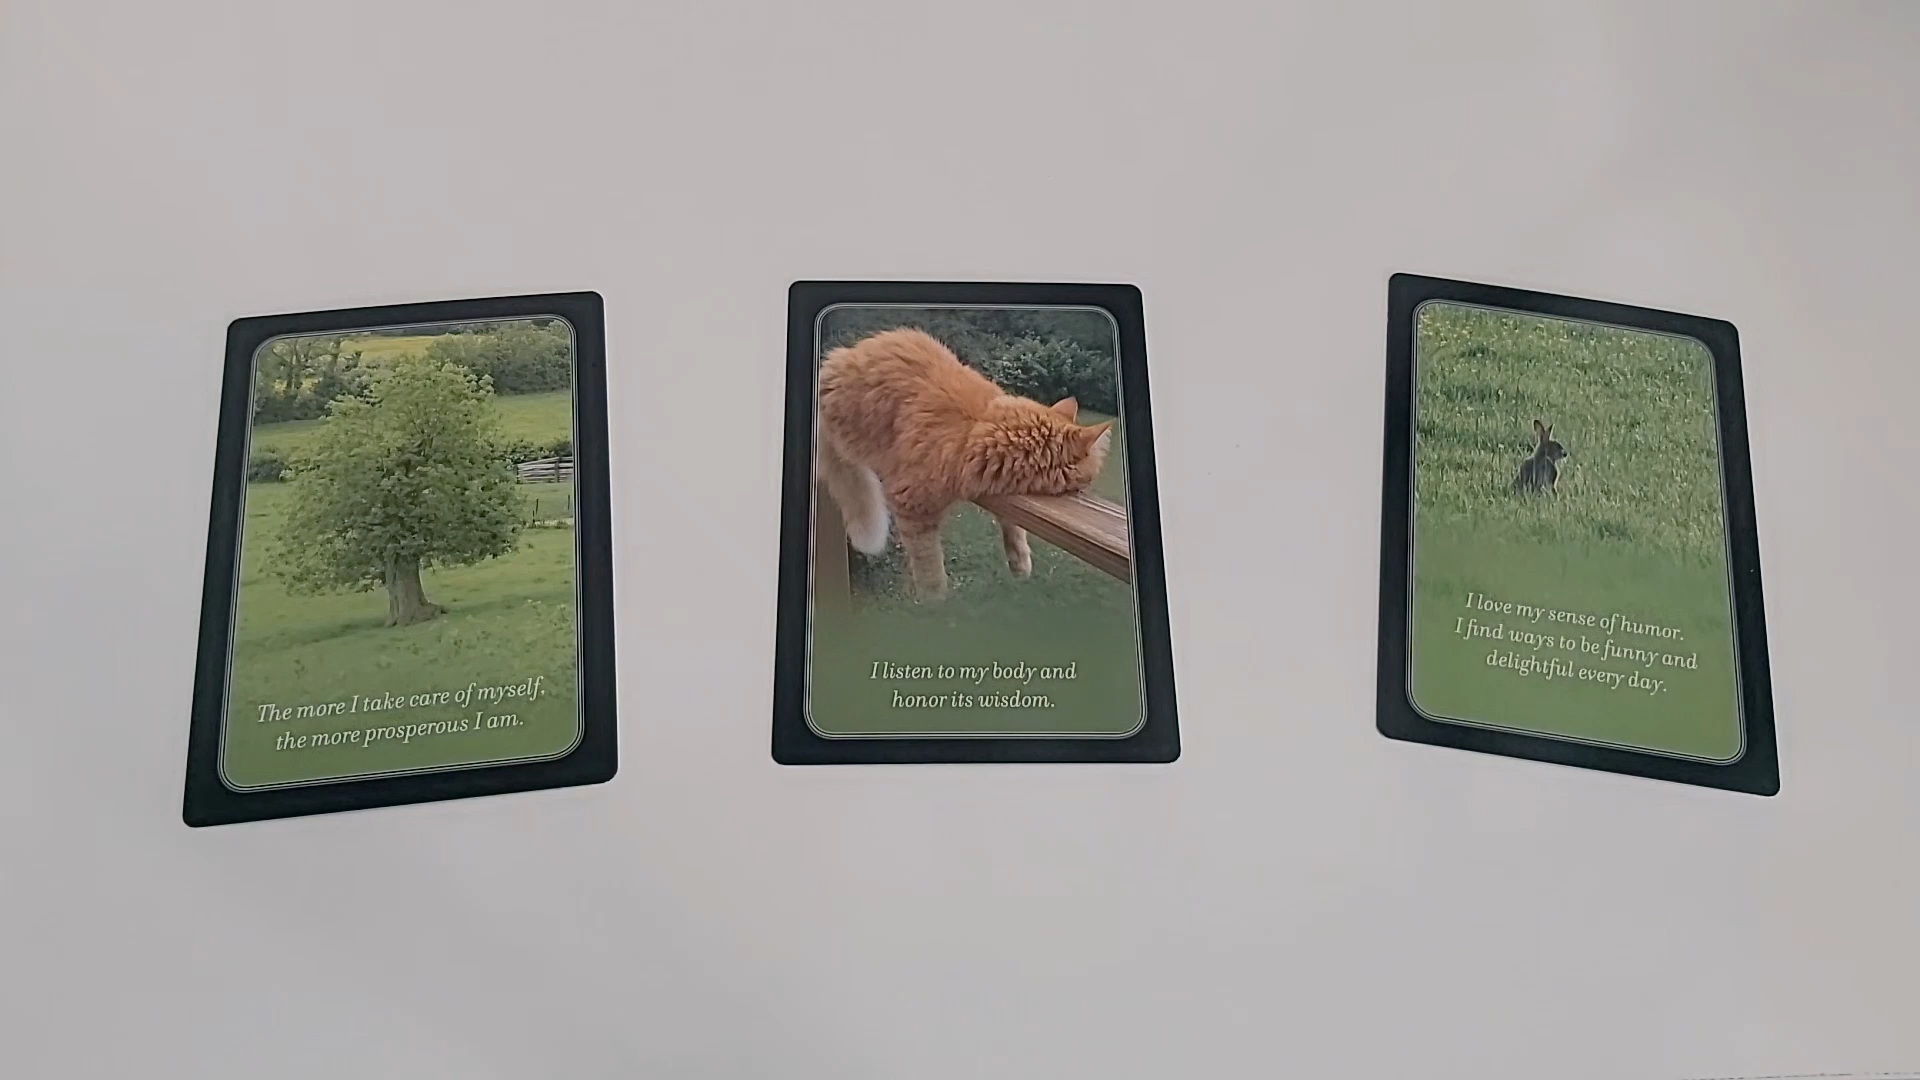 The more I take care of myself,
the more prosperous I am.
I listen to my body and
honor its wisdom.
I love my sense of humor.
I find ways to be funny and
delightful every day.